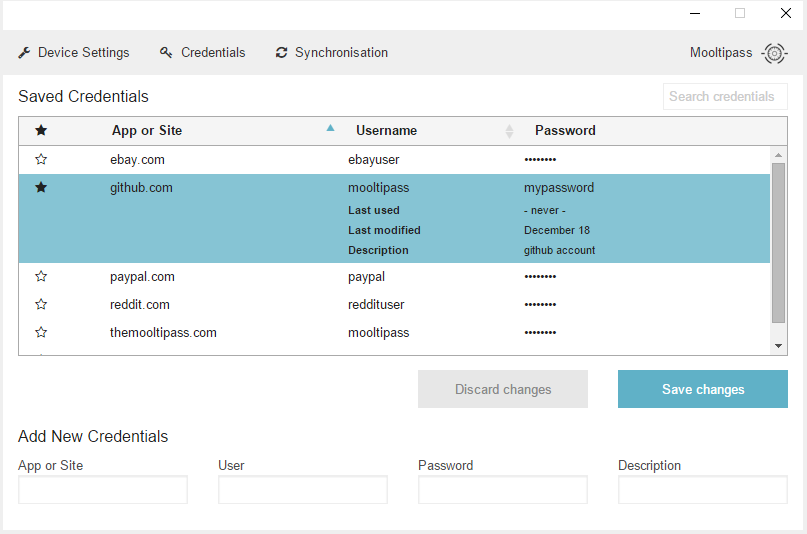 Device Settings Credentials Synchronisation Mooltipass
Saved Credentials Search credentials
App or Site Username Password
ebay.com ebayuser ••••••••
github.com mooltipass mypassword
Last used - never -
Last modified December 18
Description github account
paypal.com paypal ••••••••
reddit.com reddituser ••••••••
themooltipass.com mooltipass ••••••••
Discard changes Save changes
Add New Credentials
App or Site User Password Description